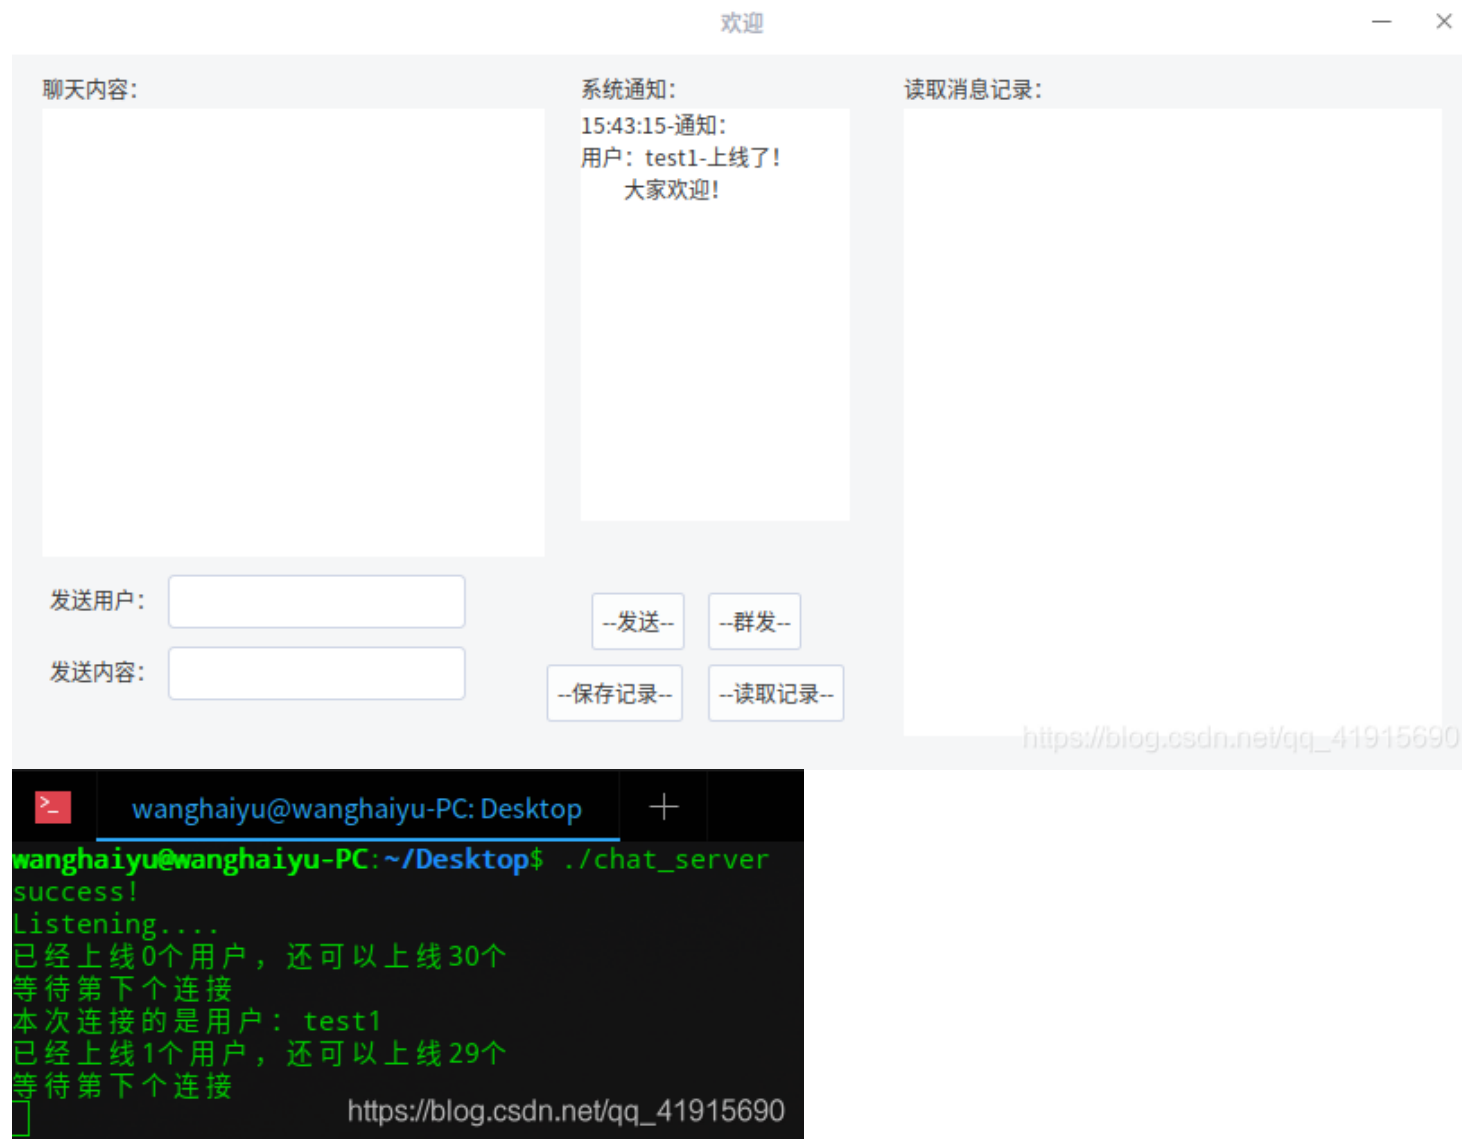 欢迎
聊天内容：
系统通知：
读取消息记录：
15:43:15-通知：
用户：test1-上线了！
大家欢迎！
发送用户：
发送内容：
--发送--
--群发--
--保存记录--
--读取记录--
https://blog.csdn.net/qq_41915690
wanghaiyu@wanghaiyu-PC: Desktop
wanghaiyu@wanghaiyu-PC:~/Desktop$ ./chat_server
success!
Listening....
已经上线0个用户，还可以上线30个
等待第下个连接
本次连接的是用户：test1
已经上线1个用户，还可以上线29个
等待第下个连接
https://blog.csdn.net/qq_41915690